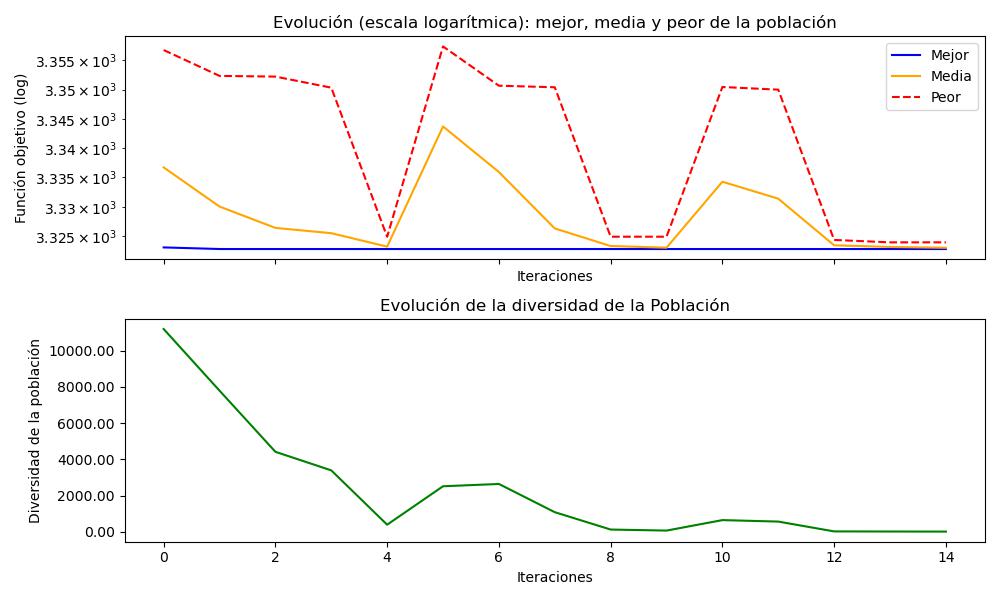 Evolución (escala logarítmica): mejor, media y peor de la población
Función objetivo (log)
3.355 × 10³
3.35 × 10³
3.345 × 10³
3.34 × 10³
3.335 × 10³
3.33 × 10³
3.325 × 10³
Mejor
Media
Peor
Iteraciones
Evolución de la diversidad de la Población
Diversidad de la población
10000.00
8000.00
6000.00
4000.00
2000.00
0.00
0 2 4 6 8 10 12 14
Iteraciones